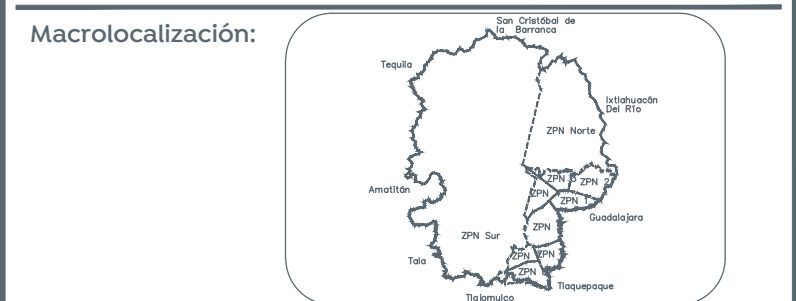 Macrolocalización:
San Cristóbal de
la Barranca
Tequila
Ixtlahuacán
Del Río
ZPN Norte
ZPN
ZPN 2
ZPN
ZPN 1
Amatitán
Guadalajara
ZPN
ZPN Sur
ZPN
ZPN
Tala
ZPN
Tlaquepaque
Tlajomulco